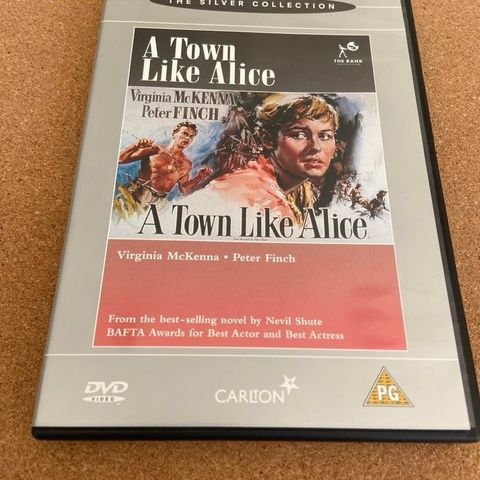 THE SILVER COLLECTION
A Town
Like Alice
THE RANK
COLLECTION
Virginia McKENNA
Peter FINCH
A Town Like Alice
Virginia McKenna • Peter Finch
From the best-selling novel by Nevil Shute
BAFTA Awards for Best Actor and Best Actress
DVD
VIDEO
CARLTON
PG